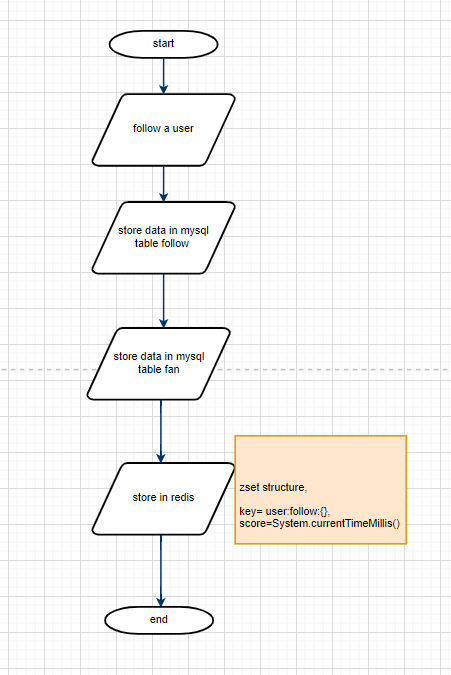 start
follow a user
store data in mysql
table follow
store data in mysql
table fan
store in redis
zset structure,
key= user:follow:{},
score=System.currentTimeMillis()
end